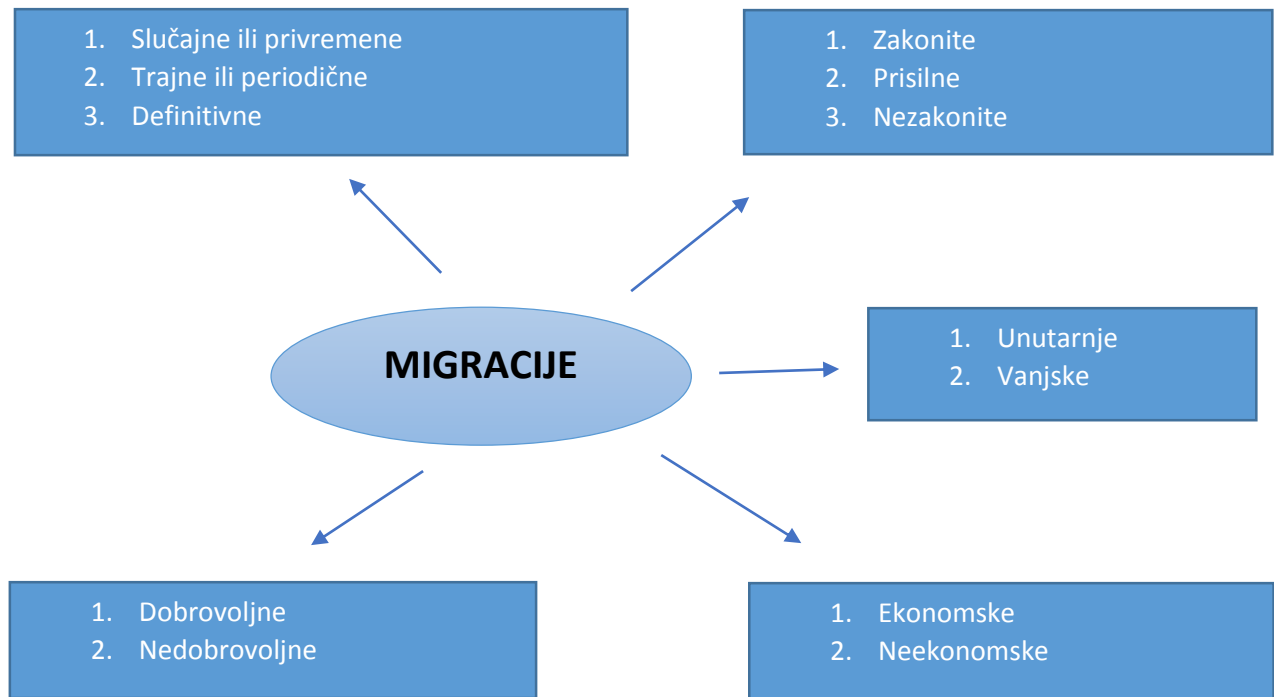 1. Slučajne ili privremene
2. Trajne ili periodične
3. Definitivne
1. Zakonite
2. Prisilne
3. Nezakonite
MIGRACIJE
1. Unutarnje
2. Vanjske
1. Dobrovoljne
2. Nedobrovoljne
1. Ekonomske
2. Neekonomske